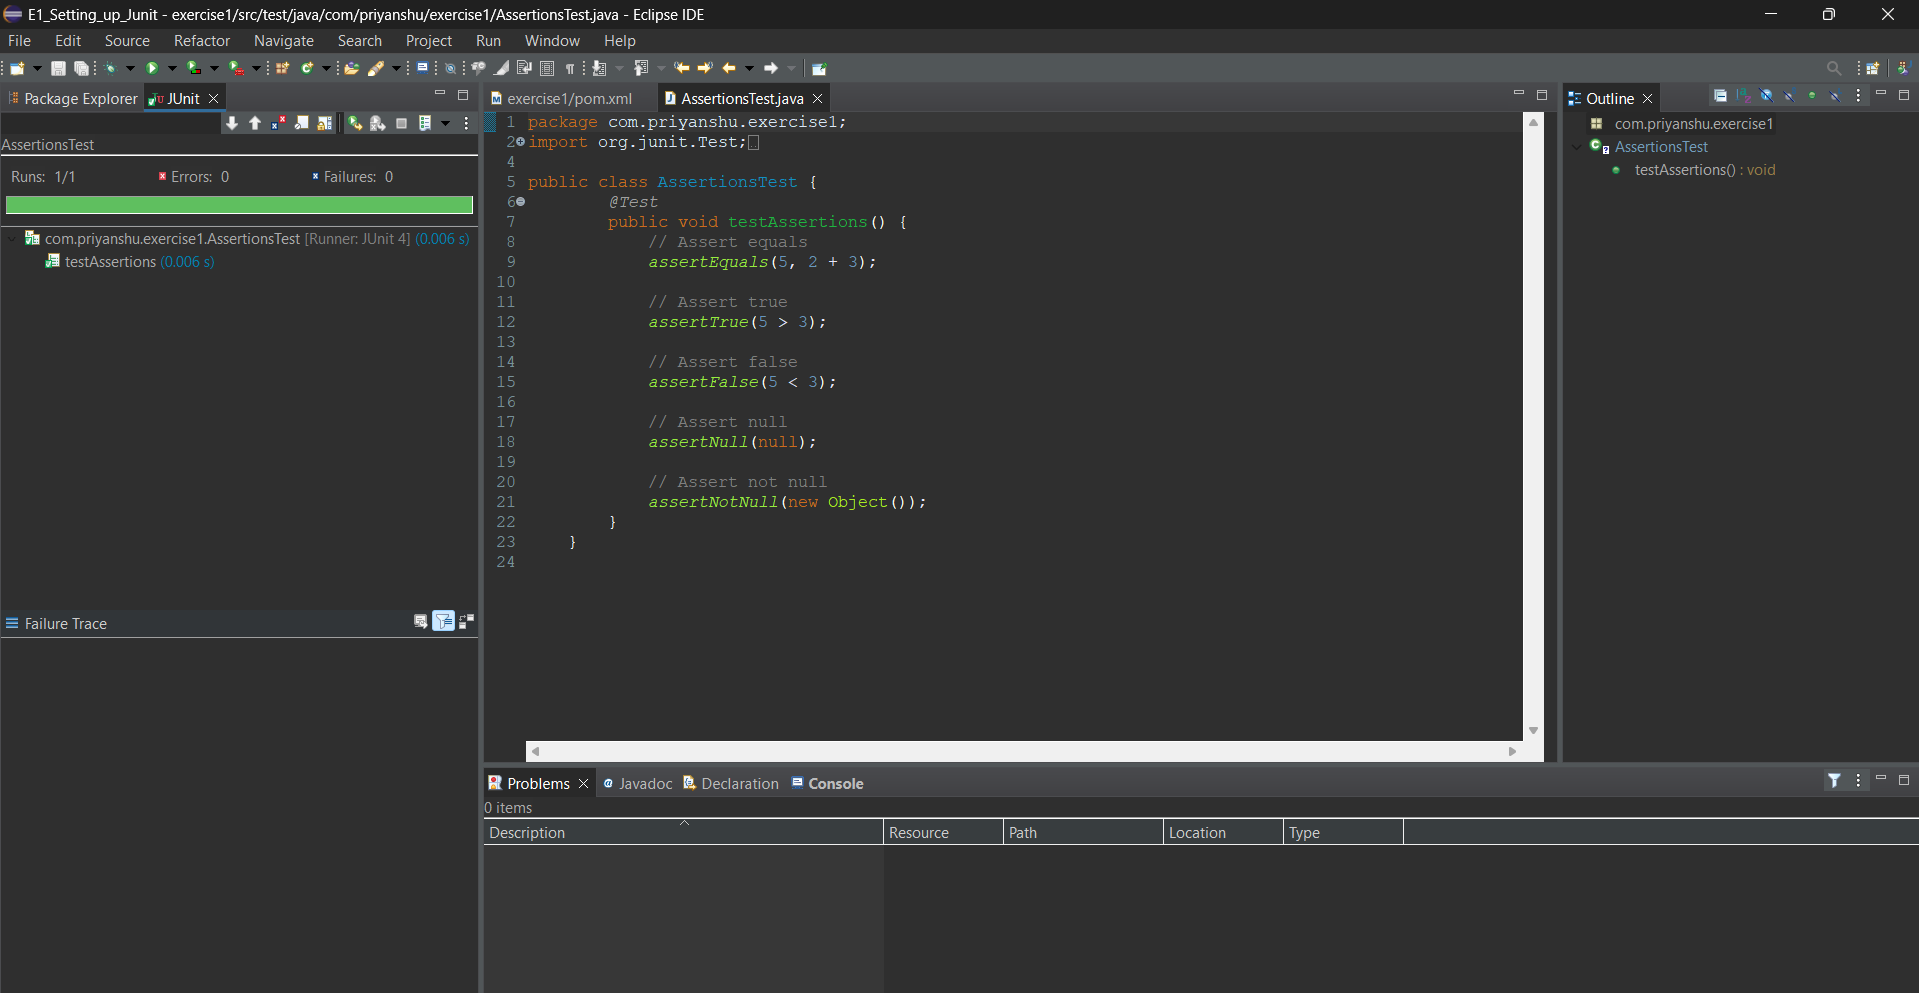 E1_Setting_up_Junit - exercise1/src/test/java/com/priyanshu/exercise1/AssertionsTest.java - Eclipse IDE
File Edit Source Refactor Navigate Search Project Run Window Help
Package Explorer JUnit
exercise1/pom.xml AssertionsTest.java
Outline
AssertionsTest
Runs: 1/1 Errors: 0 Failures: 0
com.priyanshu.exercise1.AssertionsTest [Runner: JUnit 4] (0.006 s)
testAssertions (0.006 s)
Failure Trace
1 package com.priyanshu.exercise1;
2 import org.junit.Test;
4
5 public class AssertionsTest {
6 @Test
7 public void testAssertions() {
8 // Assert equals
9 assertEquals(5, 2 + 3);
10
11 // Assert true
12 assertTrue(5 > 3);
13
14 // Assert false
15 assertFalse(5 < 3);
16
17 // Assert null
18 assertNull(null);
19
20 // Assert not null
21 assertNotNull(new Object());
22 }
23 }
24
com.priyanshu.exercise1
AssertionsTest
testAssertions() : void
Problems Javadoc Declaration Console
0 items
Description Resource Path Location Type